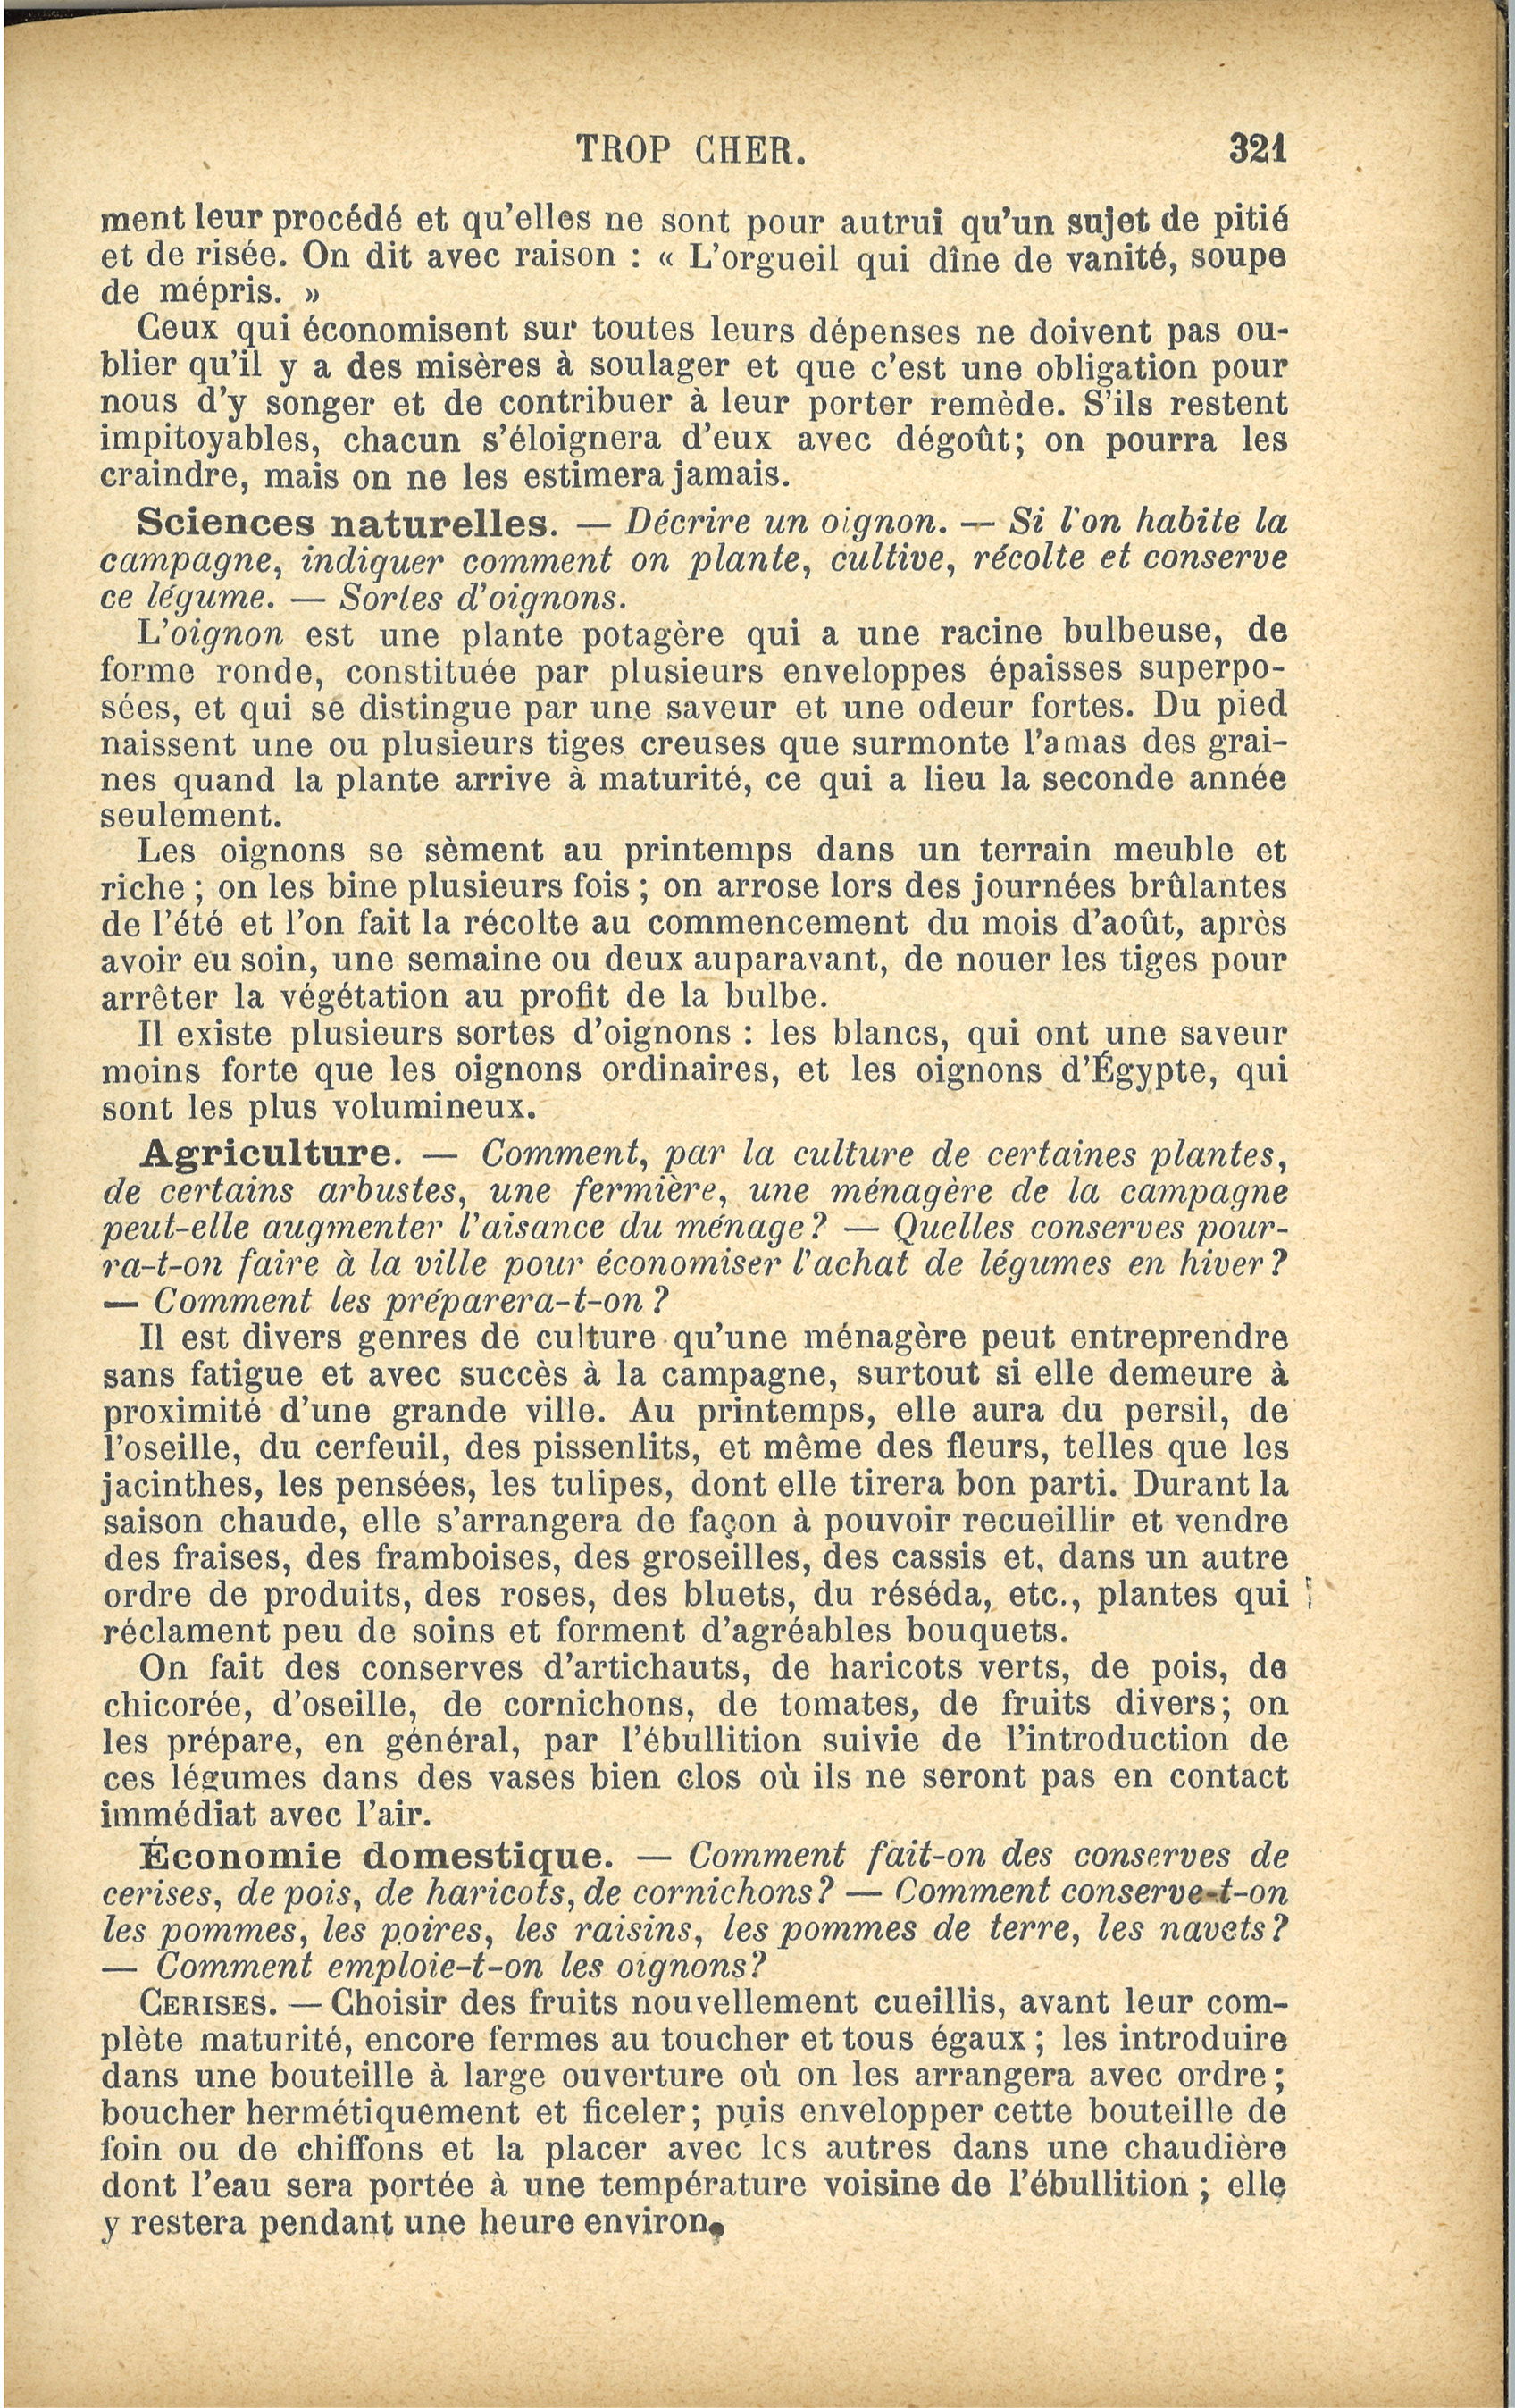 TROP CHER. 321
ment leur procédé et qu'elles ne sont pour autrui qu'un sujet de pitié
et de risée. On dit avec raison : « L'orgueil qui dîne de vanité, soupe
de mépris. »
Ceux qui économisent sur toutes leurs dépenses ne doivent pas ou-
blier qu'il y a des misères à soulager et que c'est une obligation pour
nous d'y songer et de contribuer à leur porter remède. S'ils restent
impitoyables, chacun s'éloignera d'eux avec dégoût; on pourra les
craindre, mais on ne les estimera jamais.
Sciences naturelles. — Décrire un oignon. — Si l'on habite la
campagne, indiquer comment on plante, cultive, récolte et conserve
ce légume. — Sortes d'oignons.
L'oignon est une plante potagère qui a une racine bulbeuse, de
forme ronde, constituée par plusieurs enveloppes épaisses superpo-
sées, et qui se distingue par une saveur et une odeur fortes. Du pied
naissent une ou plusieurs tiges creuses que surmonte l'amas des grai-
nes quand la plante arrive à maturité, ce qui a lieu la seconde année
seulement.
Les oignons se sèment au printemps dans un terrain meuble et
riche ; on les bine plusieurs fois ; on arrose lors des journées brûlantes
de l'été et l'on fait la récolte au commencement du mois d'août, après
avoir eu soin, une semaine ou deux auparavant, de nouer les tiges pour
arrêter la végétation au profit de la bulbe.
Il existe plusieurs sortes d'oignons : les blancs, qui ont une saveur
moins forte que les oignons ordinaires, et les oignons d'Égypte, qui
sont les plus volumineux.
Agriculture. — Comment, par la culture de certaines plantes,
de certains arbustes, une fermière, une ménagère de la campagne
peut-elle augmenter l'aisance du ménage ? — Quelles conserves pour-
ra-t-on faire à la ville pour économiser l'achat de légumes en hiver ?
— Comment les préparera-t-on ?
Il est divers genres de culture qu'une ménagère peut entreprendre
sans fatigue et avec succès à la campagne, surtout si elle demeure à
proximité d'une grande ville. Au printemps, elle aura du persil, de
l'oseille, du cerfeuil, des pissenlits, et même des fleurs, telles que les
jacinthes, les pensées, les tulipes, dont elle tirera bon parti. Durant la
saison chaude, elle s'arrangera de façon à pouvoir recueillir et vendre
des fraises, des framboises, des groseilles, des cassis et, dans un autre
ordre de produits, des roses, des bluets, du réséda, etc., plantes qui
réclament peu de soins et forment d'agréables bouquets.
On fait des conserves d'artichauts, de haricots verts, de pois, de
chicorée, d'oseille, de cornichons, de tomates, de fruits divers; on
les prépare, en général, par l'ébullition suivie de l'introduction de
ces légumes dans des vases bien clos où ils ne seront pas en contact
immédiat avec l'air.
Économie domestique. — Comment fait-on des conserves de
cerises, de pois, de haricots, de cornichons ? — Comment conserve-t-on
les pommes, les poires, les raisins, les pommes de terre, les navets ?
— Comment emploie-t-on les oignons ?
CERISES. — Choisir des fruits nouvellement cueillis, avant leur com-
plète maturité, encore fermes au toucher et tous égaux ; les introduire
dans une bouteille à large ouverture où on les arrangera avec ordre ;
boucher hermétiquement et ficeler; puis envelopper cette bouteille de
foin ou de chiffons et la placer avec les autres dans une chaudière
dont l'eau sera portée à une température voisine de l'ébullition ; elle
y restera pendant une heure environ.